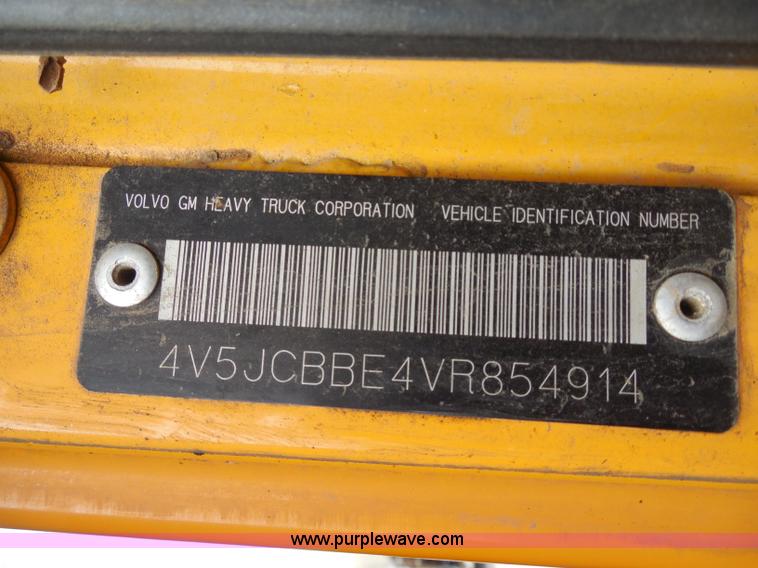 VOLVO GM HEAVY TRUCK CORPORATION VEHICLE IDENTIFICATION NUMBER
4V5JCBBE4VR854914
www.purplewave.com